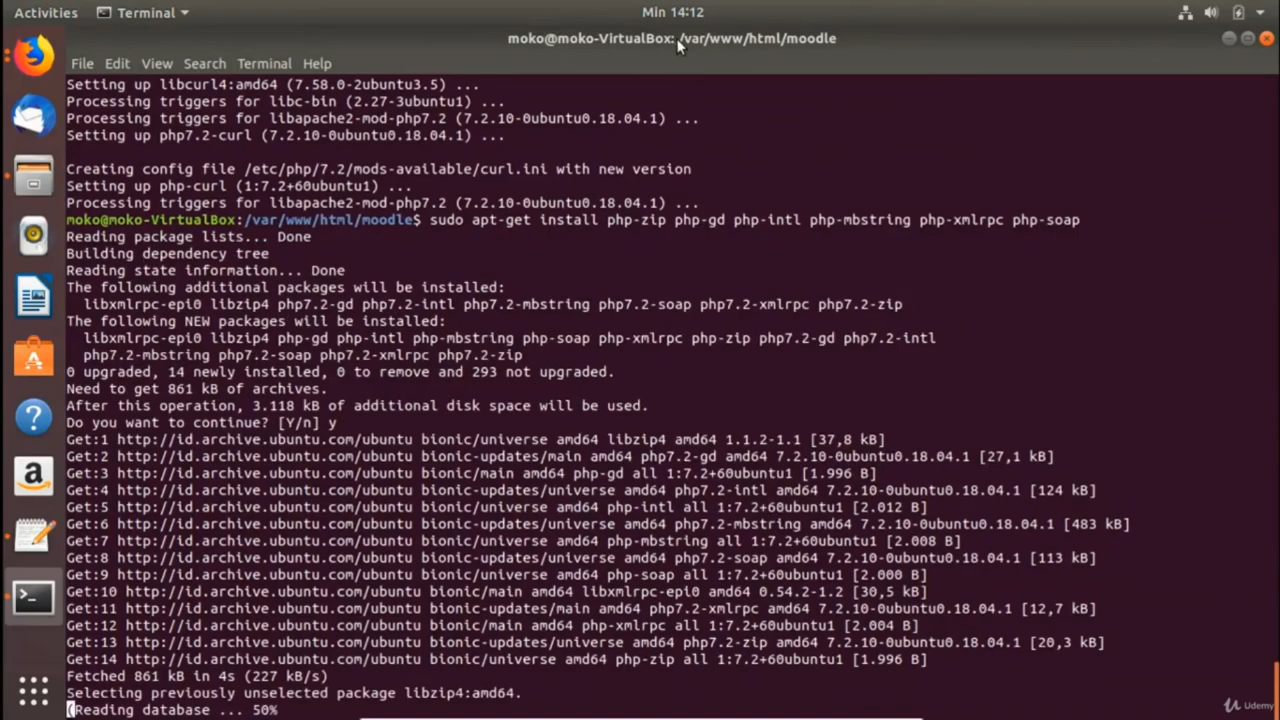 Activities Terminal Min 14:12
moko@moko-VirtualBox: /var/www/html/moodle
File Edit View Search Terminal Help
Setting up libcurl4:amd64 (7.58.0-2ubuntu3.5) ...
Processing triggers for libc-bin (2.27-3ubuntu1) ...
Processing triggers for libapache2-mod-php7.2 (7.2.10-0ubuntu0.18.04.1) ...
Setting up php7.2-curl (7.2.10-0ubuntu0.18.04.1) ...
Creating config file /etc/php/7.2/mods-available/curl.ini with new version
Setting up php-curl (1:7.2+60ubuntu1) ...
Processing triggers for libapache2-mod-php7.2 (7.2.10-0ubuntu0.18.04.1) ...
moko@moko-VirtualBox:/var/www/html/moodle$ sudo apt-get install php-zip php-gd php-intl php-mbstring php-xmlrpc php-soap
Reading package lists... Done
Building dependency tree
Reading state information... Done
The following additional packages will be installed:
libxmlrpc-epi0 libzip4 php7.2-gd php7.2-intl php7.2-mbstring php7.2-soap php7.2-xmlrpc php7.2-zip
The following NEW packages will be installed:
libxmlrpc-epi0 libzip4 php-gd php-intl php-mbstring php-soap php-xmlrpc php-zip php7.2-gd php7.2-intl
php7.2-mbstring php7.2-soap php7.2-xmlrpc php7.2-zip
0 upgraded, 14 newly installed, 0 to remove and 293 not upgraded.
Need to get 861 kB of archives.
After this operation, 3.118 kB of additional disk space will be used.
Do you want to continue? [Y/n] y
Get:1 http://id.archive.ubuntu.com/ubuntu bionic/universe amd64 libzip4 amd64 1.1.2-1.1 [37,8 kB]
Get:2 http://id.archive.ubuntu.com/ubuntu bionic-updates/main amd64 php7.2-gd amd64 7.2.10-0ubuntu0.18.04.1 [27,1 kB]
Get:3 http://id.archive.ubuntu.com/ubuntu bionic/main amd64 php-gd all 1:7.2+60ubuntu1 [1.996 B]
Get:4 http://id.archive.ubuntu.com/ubuntu bionic-updates/universe amd64 php7.2-intl amd64 7.2.10-0ubuntu0.18.04.1 [124 kB]
Get:5 http://id.archive.ubuntu.com/ubuntu bionic/universe amd64 php-intl all 1:7.2+60ubuntu1 [2.012 B]
Get:6 http://id.archive.ubuntu.com/ubuntu bionic-updates/universe amd64 php7.2-mbstring amd64 7.2.10-0ubuntu0.18.04.1 [483 kB]
Get:7 http://id.archive.ubuntu.com/ubuntu bionic/universe amd64 php-mbstring all 1:7.2+60ubuntu1 [2.008 B]
Get:8 http://id.archive.ubuntu.com/ubuntu bionic-updates/universe amd64 php7.2-soap amd64 7.2.10-0ubuntu0.18.04.1 [113 kB]
Get:9 http://id.archive.ubuntu.com/ubuntu bionic/universe amd64 php-soap all 1:7.2+60ubuntu1 [2.000 B]
Get:10 http://id.archive.ubuntu.com/ubuntu bionic/main amd64 libxmlrpc-epi0 amd64 0.54.2-1.2 [30,5 kB]
Get:11 http://id.archive.ubuntu.com/ubuntu bionic-updates/main amd64 php7.2-xmlrpc amd64 7.2.10-0ubuntu0.18.04.1 [12,7 kB]
Get:12 http://id.archive.ubuntu.com/ubuntu bionic/main amd64 php-xmlrpc all 1:7.2+60ubuntu1 [2.004 B]
Get:13 http://id.archive.ubuntu.com/ubuntu bionic-updates/universe amd64 php7.2-zip amd64 7.2.10-0ubuntu0.18.04.1 [20,3 kB]
Get:14 http://id.archive.ubuntu.com/ubuntu bionic/universe amd64 php-zip all 1:7.2+60ubuntu1 [1.996 B]
Fetched 861 kB in 4s (227 kB/s)
Selecting previously unselected package libzip4:amd64.
(Reading database ... 50%
Udemy